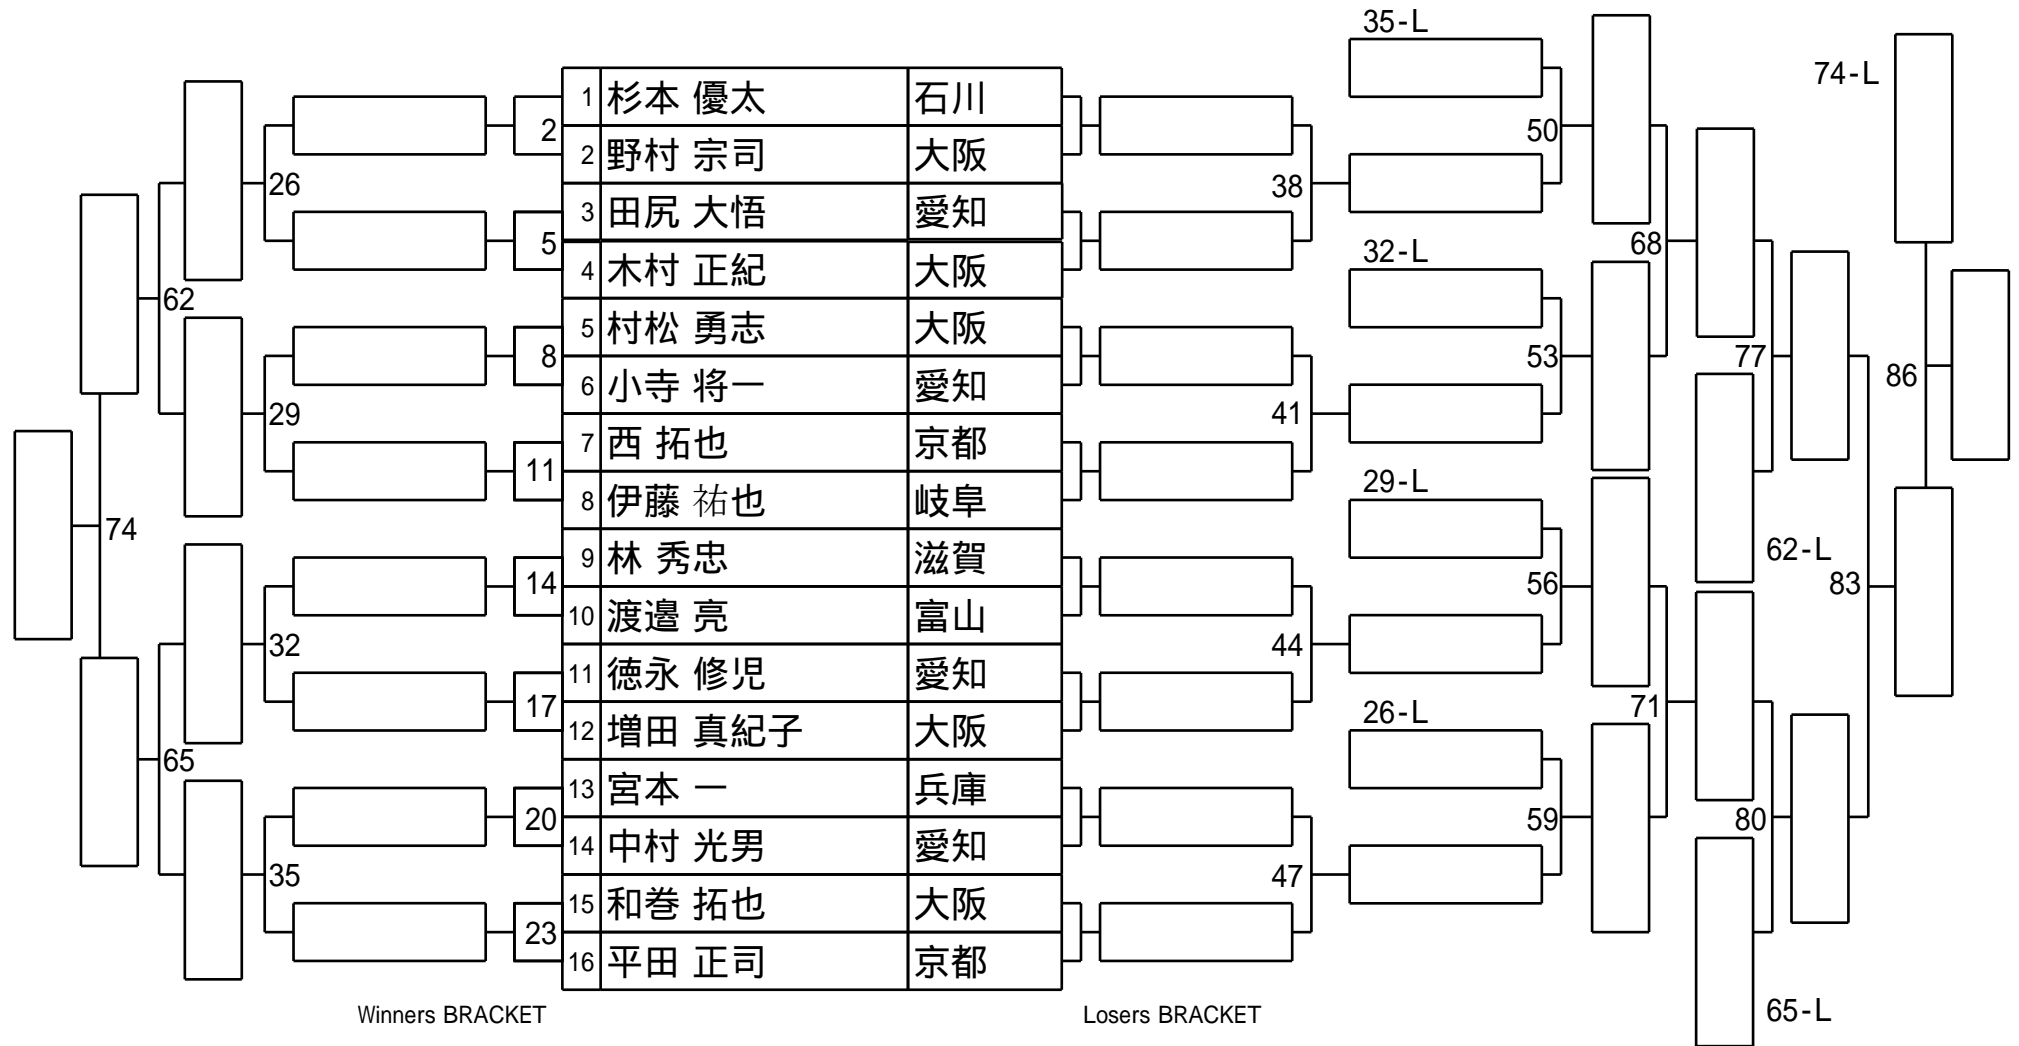 35-L
74-L
1 杉本 優太 石川
2
50
2 野村 宗司 大阪
26
38
3 田尻 大悟 愛知
5
68
32-L
4 木村 正紀 大阪
62
5 村松 勇志 大阪
8
53
77
86
6 小寺 将一 愛知
29
41
7 西 拓也 京都
11
29-L
8 伊藤 祐也 岐阜
74
62-L
9 林 秀忠 滋賀
14
56
83
10 渡邉 亮 富山
32
44
11 徳永 修児 愛知
17
71
26-L
12 増田 真紀子 大阪
65
13 宮本 一 兵庫
20
59
80
14 中村 光男 愛知
35
47
15 和巻 拓也 大阪
23
16 平田 正司 京都
Winners BRACKET
Losers BRACKET
65-L